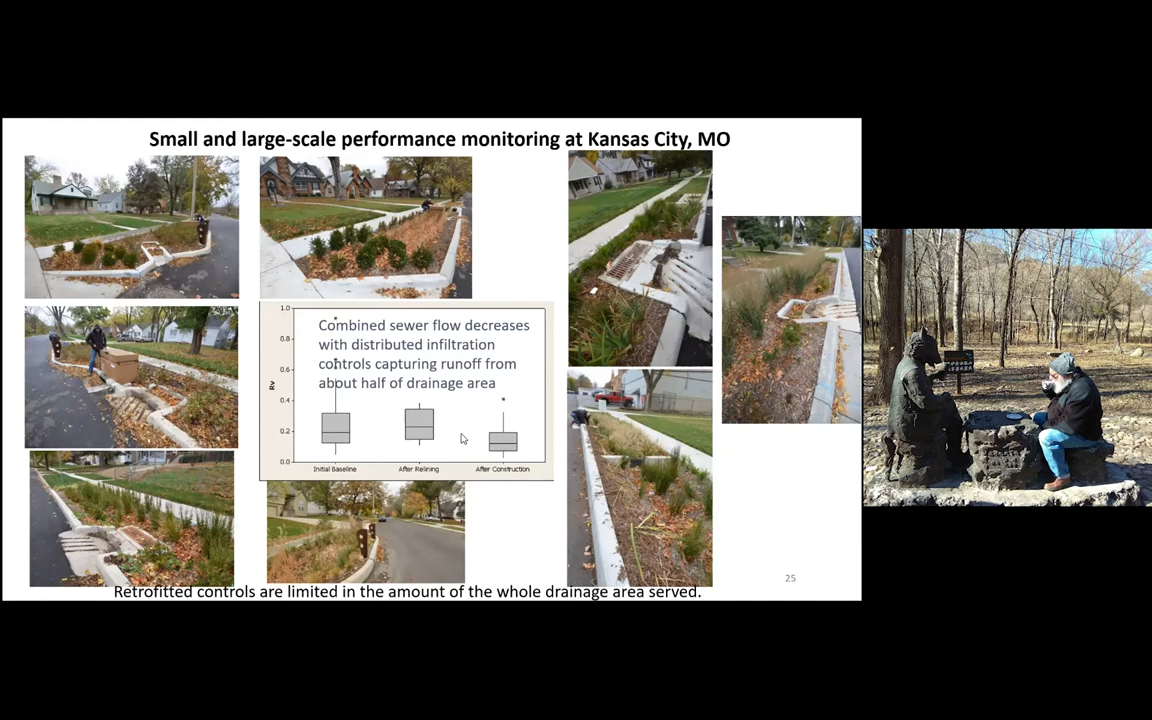 Small and large-scale performance monitoring at Kansas City, MO
1.0
0.8
0.6
0.4
0.2
0.0
Rv
Combined sewer flow decreases
with distributed infiltration
controls capturing runoff from
about half of drainage area
Initial Baseline
After Relining
After Construction
25
Retrofitted controls are limited in the amount of the whole drainage area served.